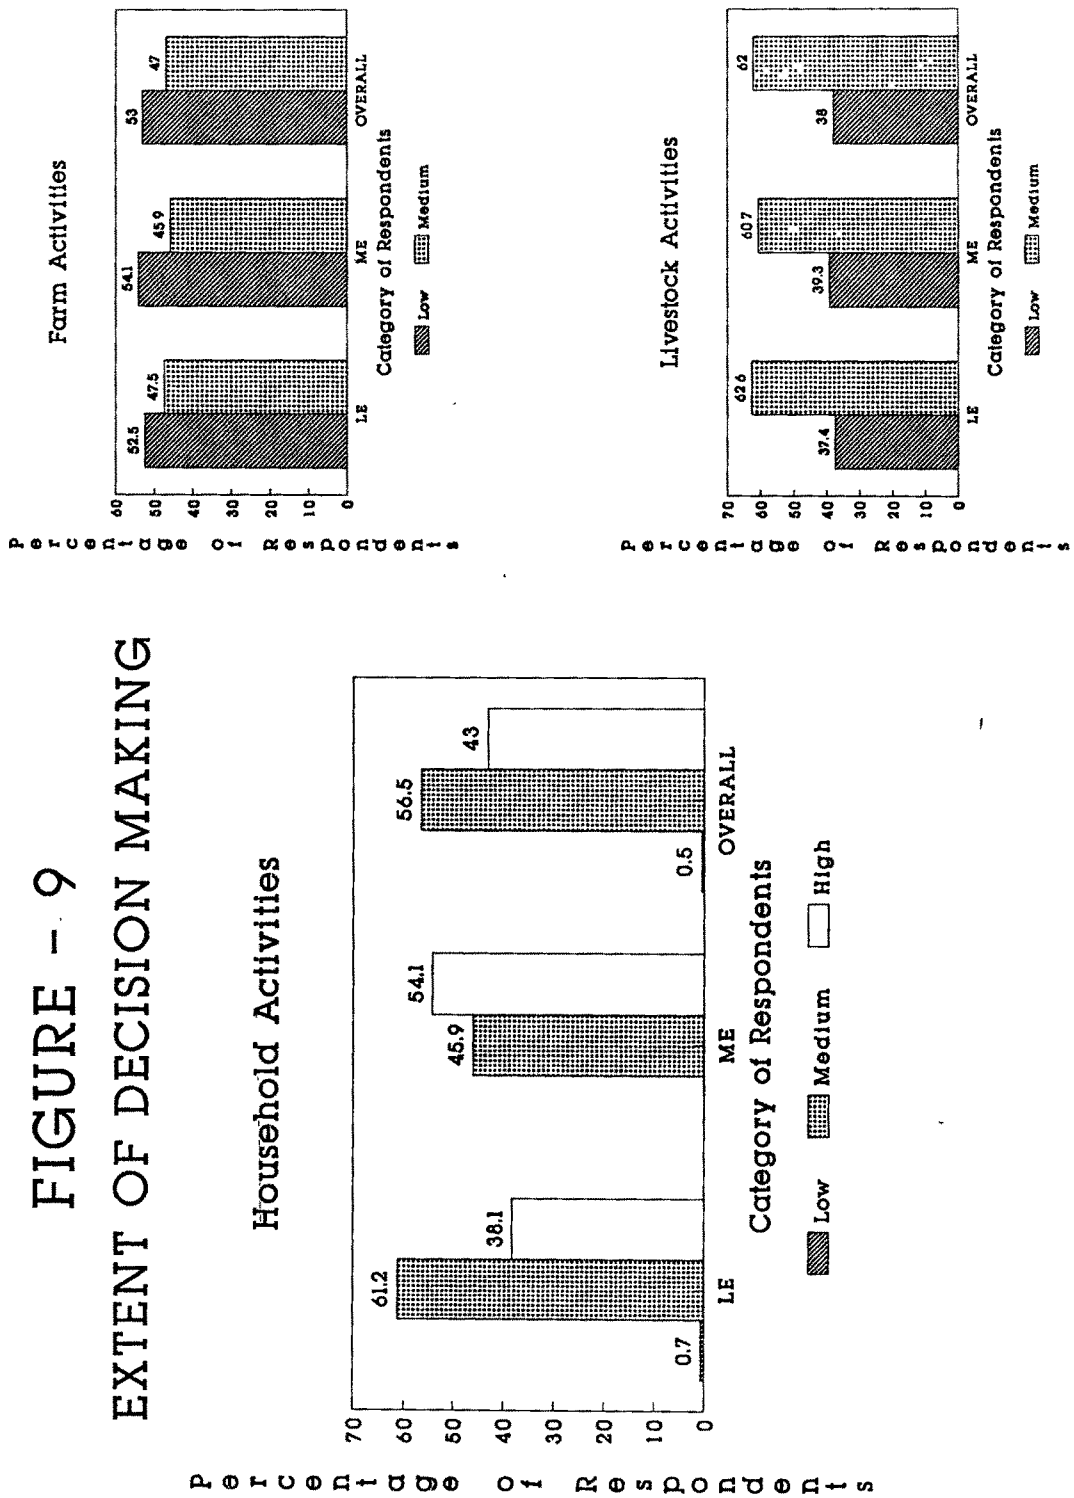 FIGURE - 9
EXTENT OF DECISION MAKING
Household Activities
Percentage of Respondents
70
60
50
40
30
20
10
0
0.7
61.2
38.1
45.9
54.1
0.5
56.5
43
LE
ME
OVERALL
Category of Respondents
Low
Medium
High
Farm Activities
Percentage of Respondents
60
50
40
30
20
10
0
52.5
47.5
54.1
45 9
53
47
LE
ME
OVERALL
Category of Respondents
Low
Medium
Livestock Activities
Percentage of Respondents
70
60
50
40
30
20
10
0
37.4
62 6
39.3
60 7
38
62
LE
ME
OVERALL
Category of Respondents
Low
Medium